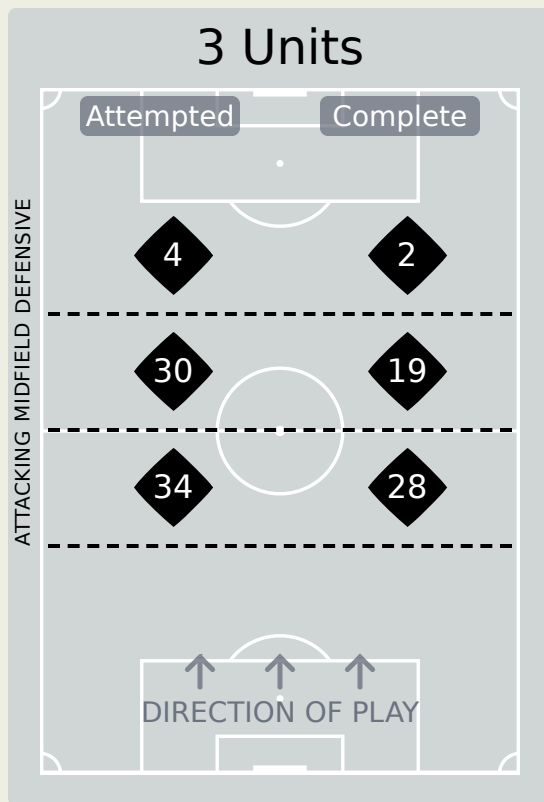 3 Units
Attempted Complete
ATTACKING MIDFIELD DEFENSIVE
4 2
30 19
34 28
DIRECTION OF PLAY